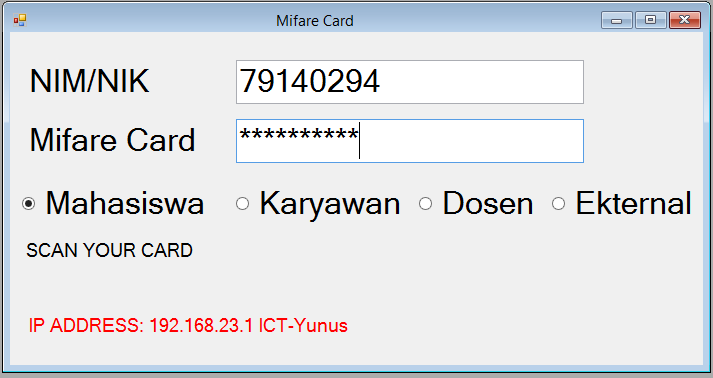 Mifare Card
NIM/NIK 79140294
Mifare Card **********
Mahasiswa Karyawan Dosen Ekternal
SCAN YOUR CARD
IP ADDRESS: 192.168.23.1 ICT-Yunus